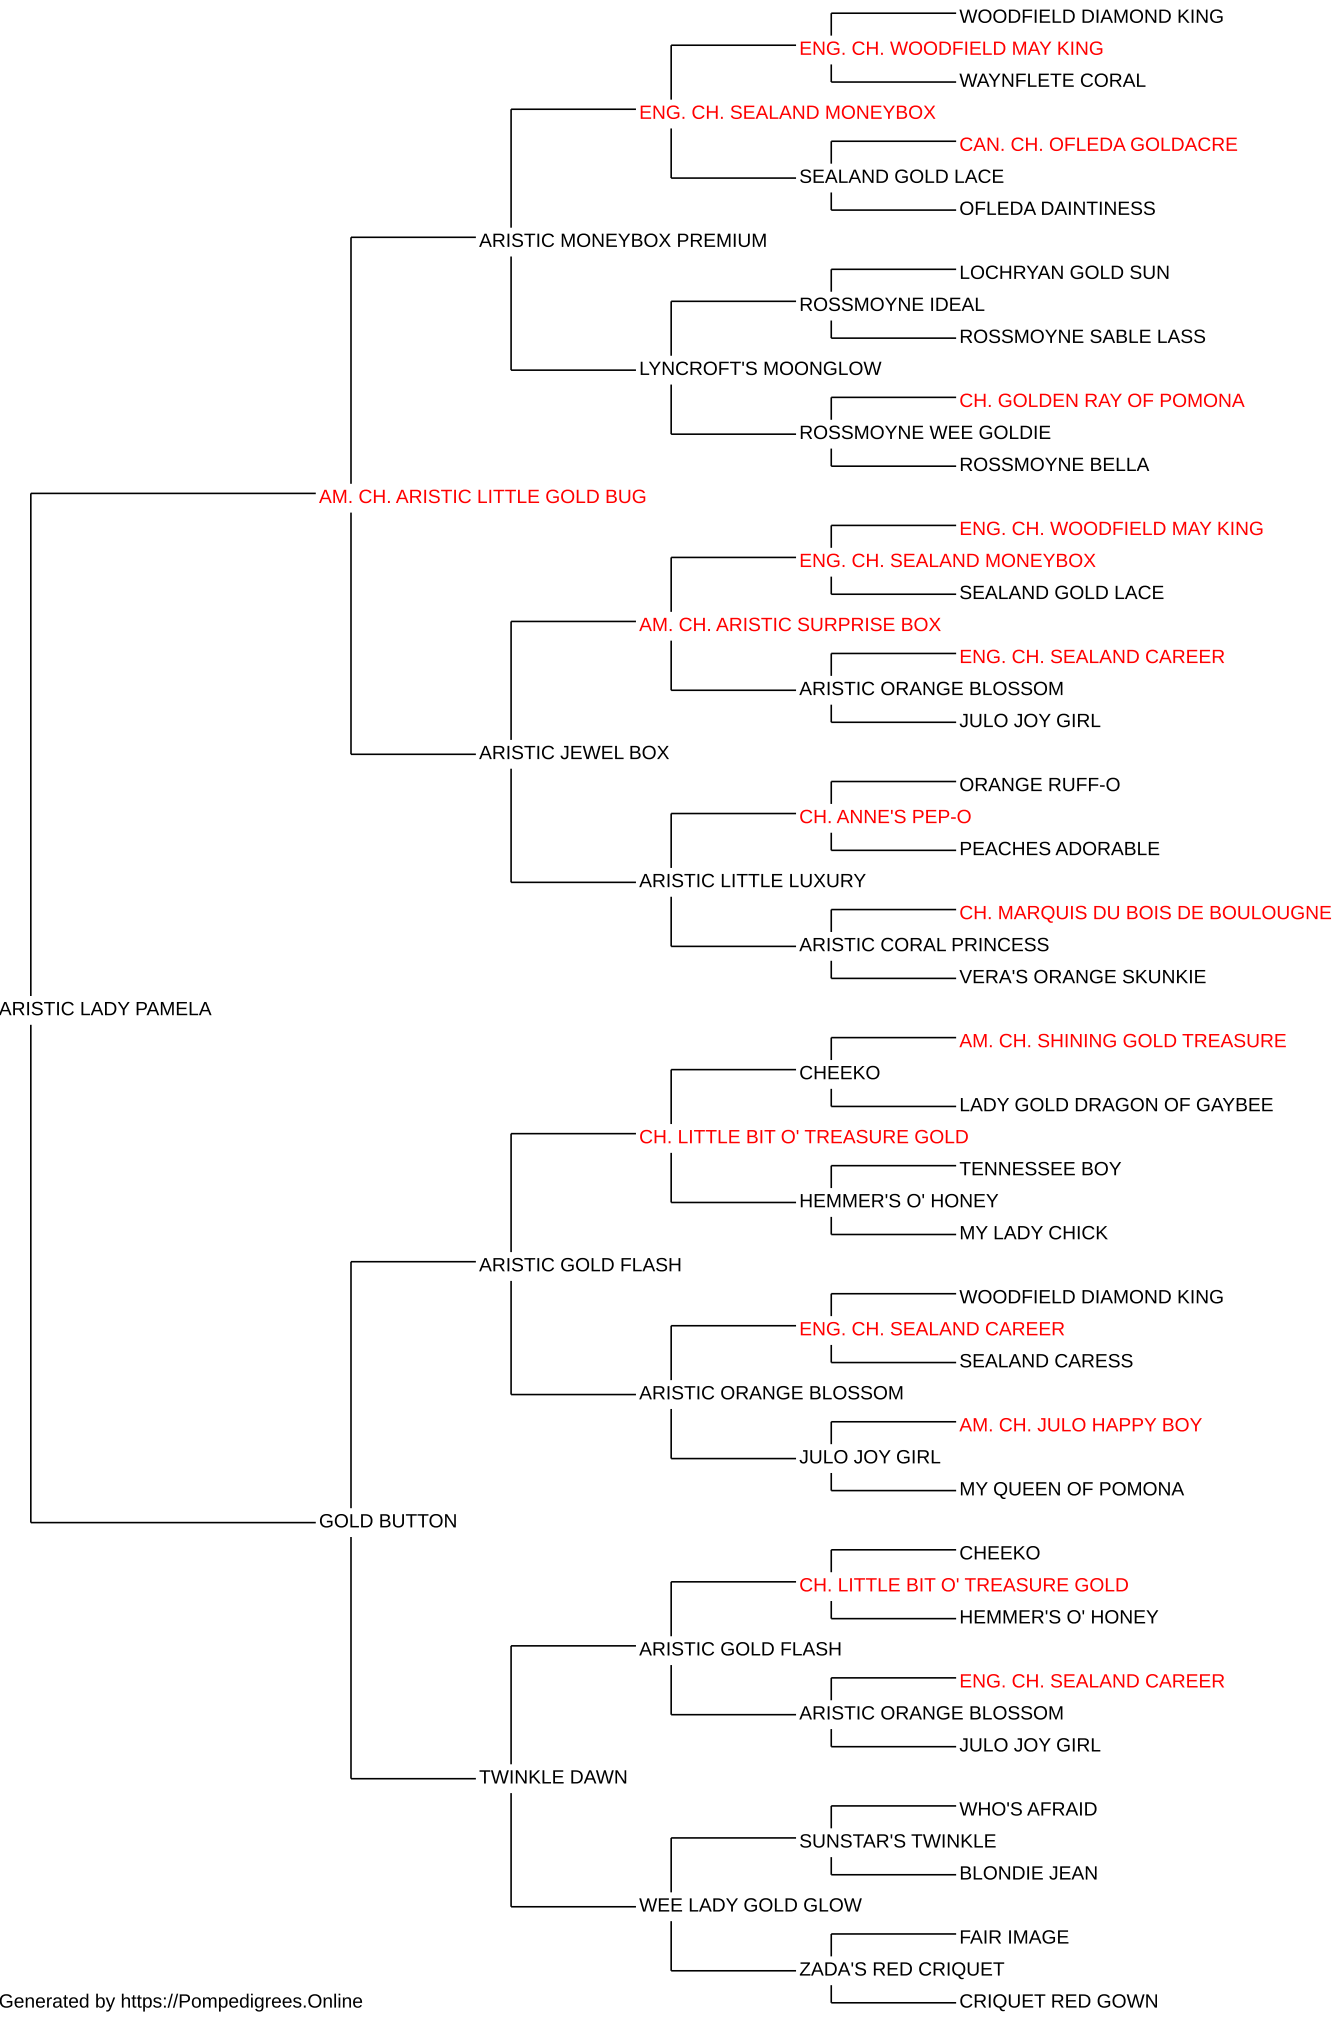 WOODFIELD DIAMOND KING
ENG. CH. WOODFIELD MAY KING
WAYNFLETE CORAL
ENG. CH. SEALAND MONEYBOX
CAN. CH. OFLEDA GOLDACRE
SEALAND GOLD LACE
OFLEDA DAINTINESS
ARISTIC MONEYBOX PREMIUM
LOCHRYAN GOLD SUN
ROSSMOYNE IDEAL
ROSSMOYNE SABLE LASS
LYNCROFT'S MOONGLOW
CH. GOLDEN RAY OF POMONA
ROSSMOYNE WEE GOLDIE
ROSSMOYNE BELLA
AM. CH. ARISTIC LITTLE GOLD BUG
ENG. CH. WOODFIELD MAY KING
ENG. CH. SEALAND MONEYBOX
SEALAND GOLD LACE
AM. CH. ARISTIC SURPRISE BOX
ENG. CH. SEALAND CAREER
ARISTIC ORANGE BLOSSOM
JULO JOY GIRL
ARISTIC JEWEL BOX
ORANGE RUFF-O
CH. ANNE'S PEP-O
PEACHES ADORABLE
ARISTIC LITTLE LUXURY
CH. MARQUIS DU BOIS DE BOULOUGNE
ARISTIC CORAL PRINCESS
VERA'S ORANGE SKUNKIE
ARISTIC LADY PAMELA
AM. CH. SHINING GOLD TREASURE
CHEEKO
LADY GOLD DRAGON OF GAYBEE
CH. LITTLE BIT O' TREASURE GOLD
TENNESSEE BOY
HEMMER'S O' HONEY
MY LADY CHICK
ARISTIC GOLD FLASH
WOODFIELD DIAMOND KING
ENG. CH. SEALAND CAREER
SEALAND CARESS
ARISTIC ORANGE BLOSSOM
AM. CH. JULO HAPPY BOY
JULO JOY GIRL
MY QUEEN OF POMONA
GOLD BUTTON
CHEEKO
CH. LITTLE BIT O' TREASURE GOLD
HEMMER'S O' HONEY
ARISTIC GOLD FLASH
ENG. CH. SEALAND CAREER
ARISTIC ORANGE BLOSSOM
JULO JOY GIRL
TWINKLE DAWN
WHO'S AFRAID
SUNSTAR'S TWINKLE
BLONDIE JEAN
WEE LADY GOLD GLOW
FAIR IMAGE
ZADA'S RED CRIQUET
CRIQUET RED GOWN
Generated by https://Pompedigrees.Online